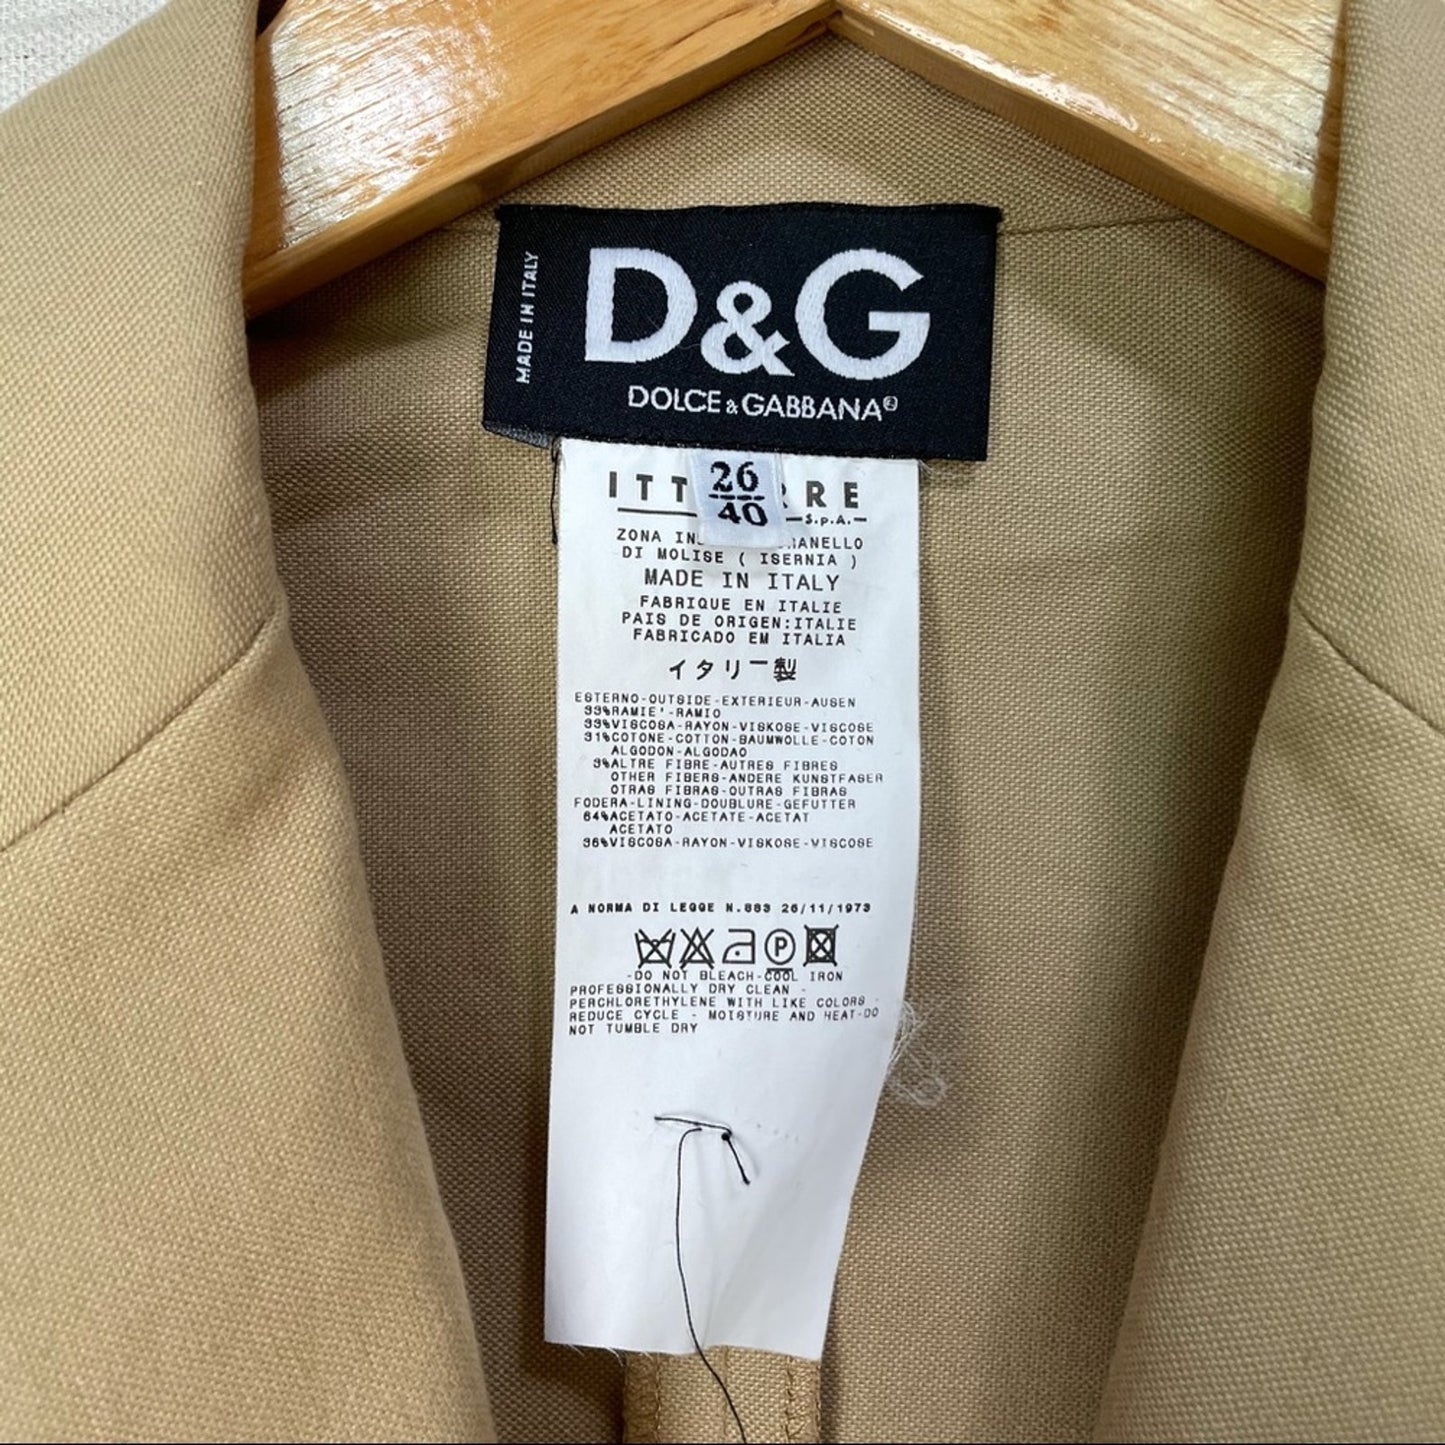 MADE IN ITALY
D&G
DOLCE & GABBANA
26
40
S.p.A.
ZONA
DI MOLISE ( ISERNIA )
MADE IN ITALY
FABRIQUE EN ITALIE
PAIS DE ORIGEN:ITALIE
FABRICADO EM ITALIA
イタリー製
ESTERNO-OUTSIDE-EXTERIEUR-AUSEN
33%RAMIE'-RAMIO
33%VISCOSA-RAYON-VISKOSE-VISCOSE
31%COTONE-COTTON-BAUMWOLLE-COTON
ALGODON-ALGODAO
3%ALTRE FIBRE-AUTRES FIBRES
OTHER FIBERS-ANDERE KUNSTFASER
OTRAS FIBRAS-OUTRAS FIBRAS
FODERA-LINING-DOUBLURE-GEFUTTER
64%ACETATO-ACETATE-ACETAT
ACETATO
36%VISCOSA-RAYON-VISKOSE-VISCOSE
A NORMA DI LEGGE N.883 26/11/1973
P
-DO NOT BLEACH-COOL IRON
PROFESSIONALLY DRY CLEAN -
PERCHLORETHYLENE WITH LIKE COLORS -
REDUCE CYCLE - MOISTURE AND HEAT-DO
NOT TUMBLE DRY